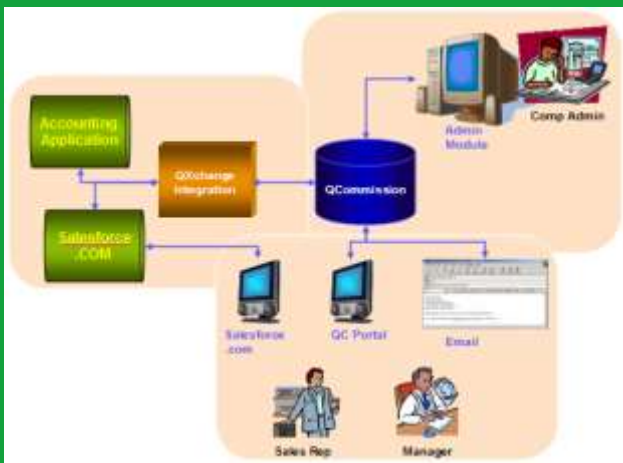 Accounting
Application
QXchange
Integration
Salesforce
.COM
QCommission
Admin
Module
Comp Admin
Salesforce
.com
QC Portal
Email
Sales Rep
Manager